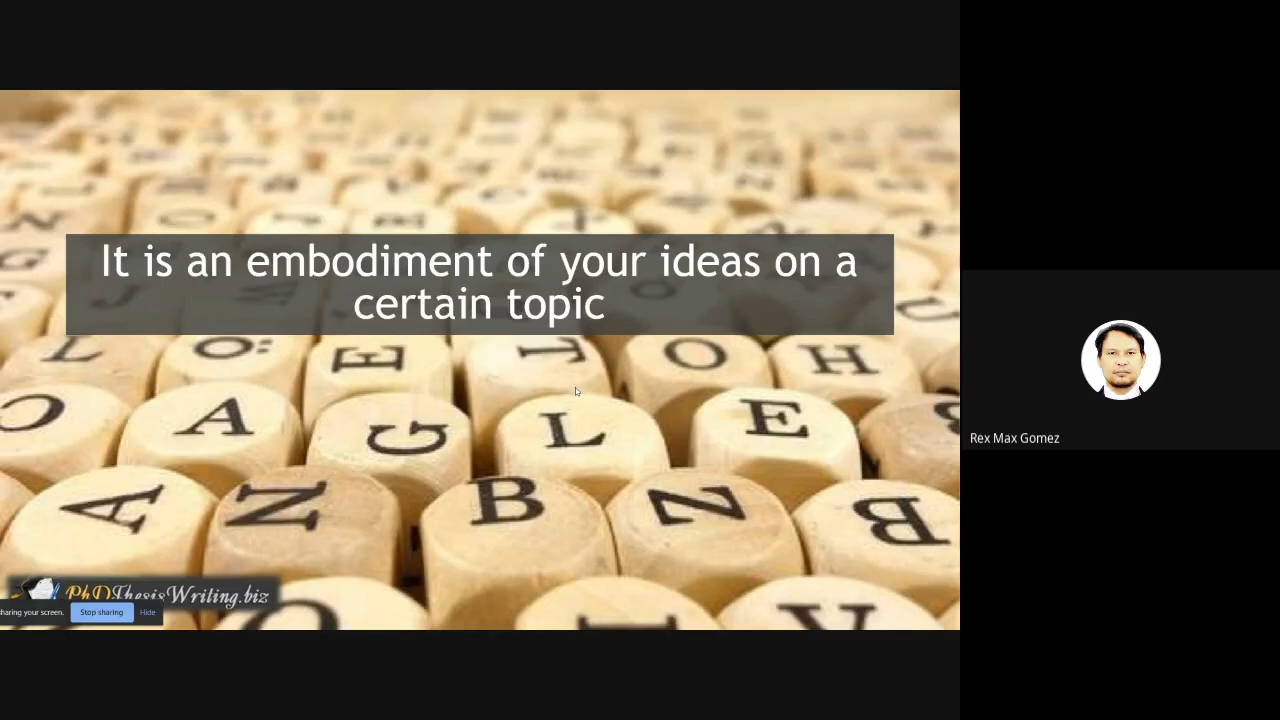 It is an embodiment of your ideas on a
certain topic
L Ö E T O H
C A G L E
A N B N B
PhDThesisWriting.biz
sharing your screen. Stop sharing Hide
Rex Max Gomez